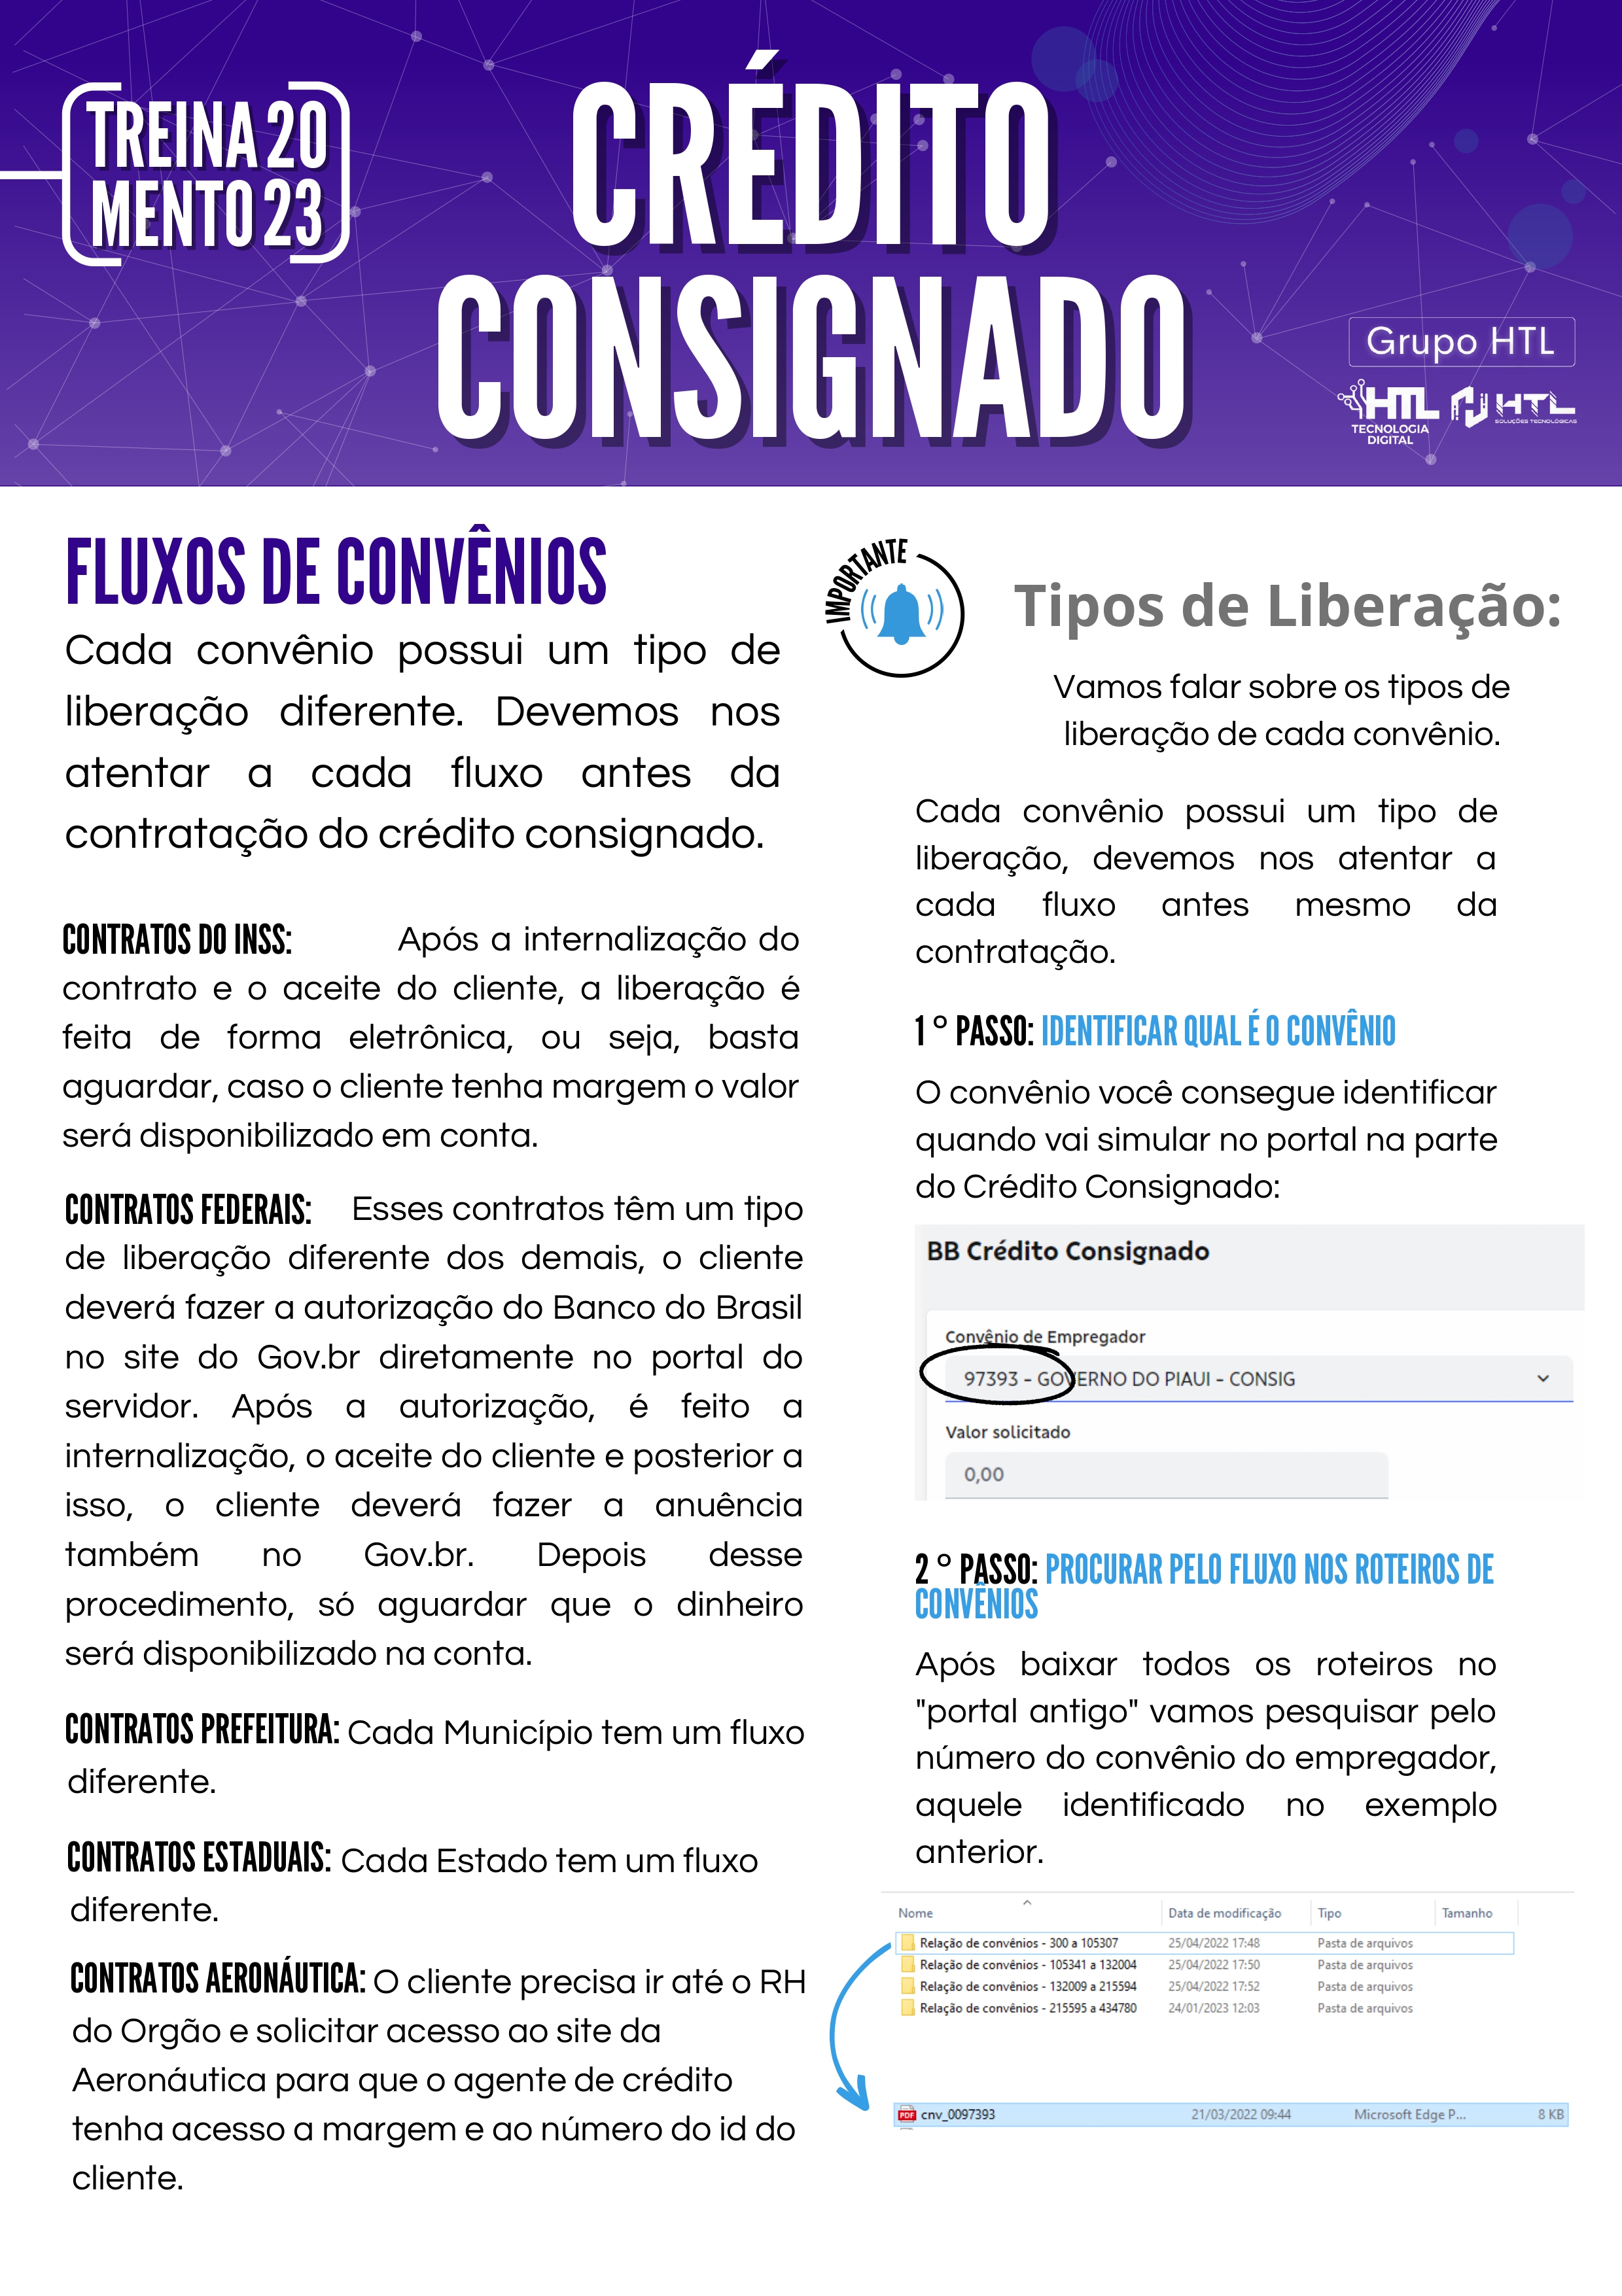 TREINA 20
MENTO 23
CRÉDITO
CONSIGNADO
Grupo HTL
HTL
TECNOLOGIA
DIGITAL
HTL
SOLUÇÕES TECNOLÓGICAS
FLUXOS DE CONVÊNIOS
Cada convênio possui um tipo de
liberação diferente. Devemos nos
atentar a cada fluxo antes da
contratação do crédito consignado.
CONTRATOS DO INSS: Após a internalização do
contrato e o aceite do cliente, a liberação é
feita de forma eletrônica, ou seja, basta
aguardar, caso o cliente tenha margem o valor
será disponibilizado em conta.
CONTRATOS FEDERAIS: Esses contratos têm um tipo
de liberação diferente dos demais, o cliente
deverá fazer a autorização do Banco do Brasil
no site do Gov.br diretamente no portal do
servidor. Após a autorização, é feito a
internalização, o aceite do cliente e posterior a
isso, o cliente deverá fazer a anuência
também no Gov.br. Depois desse
procedimento, só aguardar que o dinheiro
será disponibilizado na conta.
CONTRATOS PREFEITURA: Cada Município tem um fluxo
diferente.
CONTRATOS ESTADUAIS: Cada Estado tem um fluxo
diferente.
CONTRATOS AERONÁUTICA: O cliente precisa ir até o RH
do Orgão e solicitar acesso ao site da
Aeronáutica para que o agente de crédito
tenha acesso a margem e ao número do id do
cliente.
IMPORTANTE
Tipos de Liberação:
Vamos falar sobre os tipos de
liberação de cada convênio.
Cada convênio possui um tipo de
liberação, devemos nos atentar a
cada fluxo antes mesmo da
contratação.
1 ° PASSO: IDENTIFICAR QUAL É O CONVÊNIO
O convênio você consegue identificar
quando vai simular no portal na parte
do Crédito Consignado:
BB Crédito Consignado
Convênio de Empregador
97393 - GOVERNO DO PIAUI - CONSIG
Valor solicitado
0,00
2 ° PASSO: PROCURAR PELO FLUXO NOS ROTEIROS DE
CONVÊNIOS
Após baixar todos os roteiros no
"portal antigo" vamos pesquisar pelo
número do convênio do empregador,
aquele identificado no exemplo
anterior.
Nome Data de modificação Tipo Tamanho
Relação de convênios - 300 a 105307 25/04/2022 17:48 Pasta de arquivos
Relação de convênios - 105341 a 132004 25/04/2022 17:50 Pasta de arquivos
Relação de convênios - 132009 a 215594 25/04/2022 17:52 Pasta de arquivos
Relação de convênios - 215595 a 434780 24/01/2023 12:03 Pasta de arquivos
PDF cnv_0097393 21/03/2022 09:44 Microsoft Edge P... 8 KB